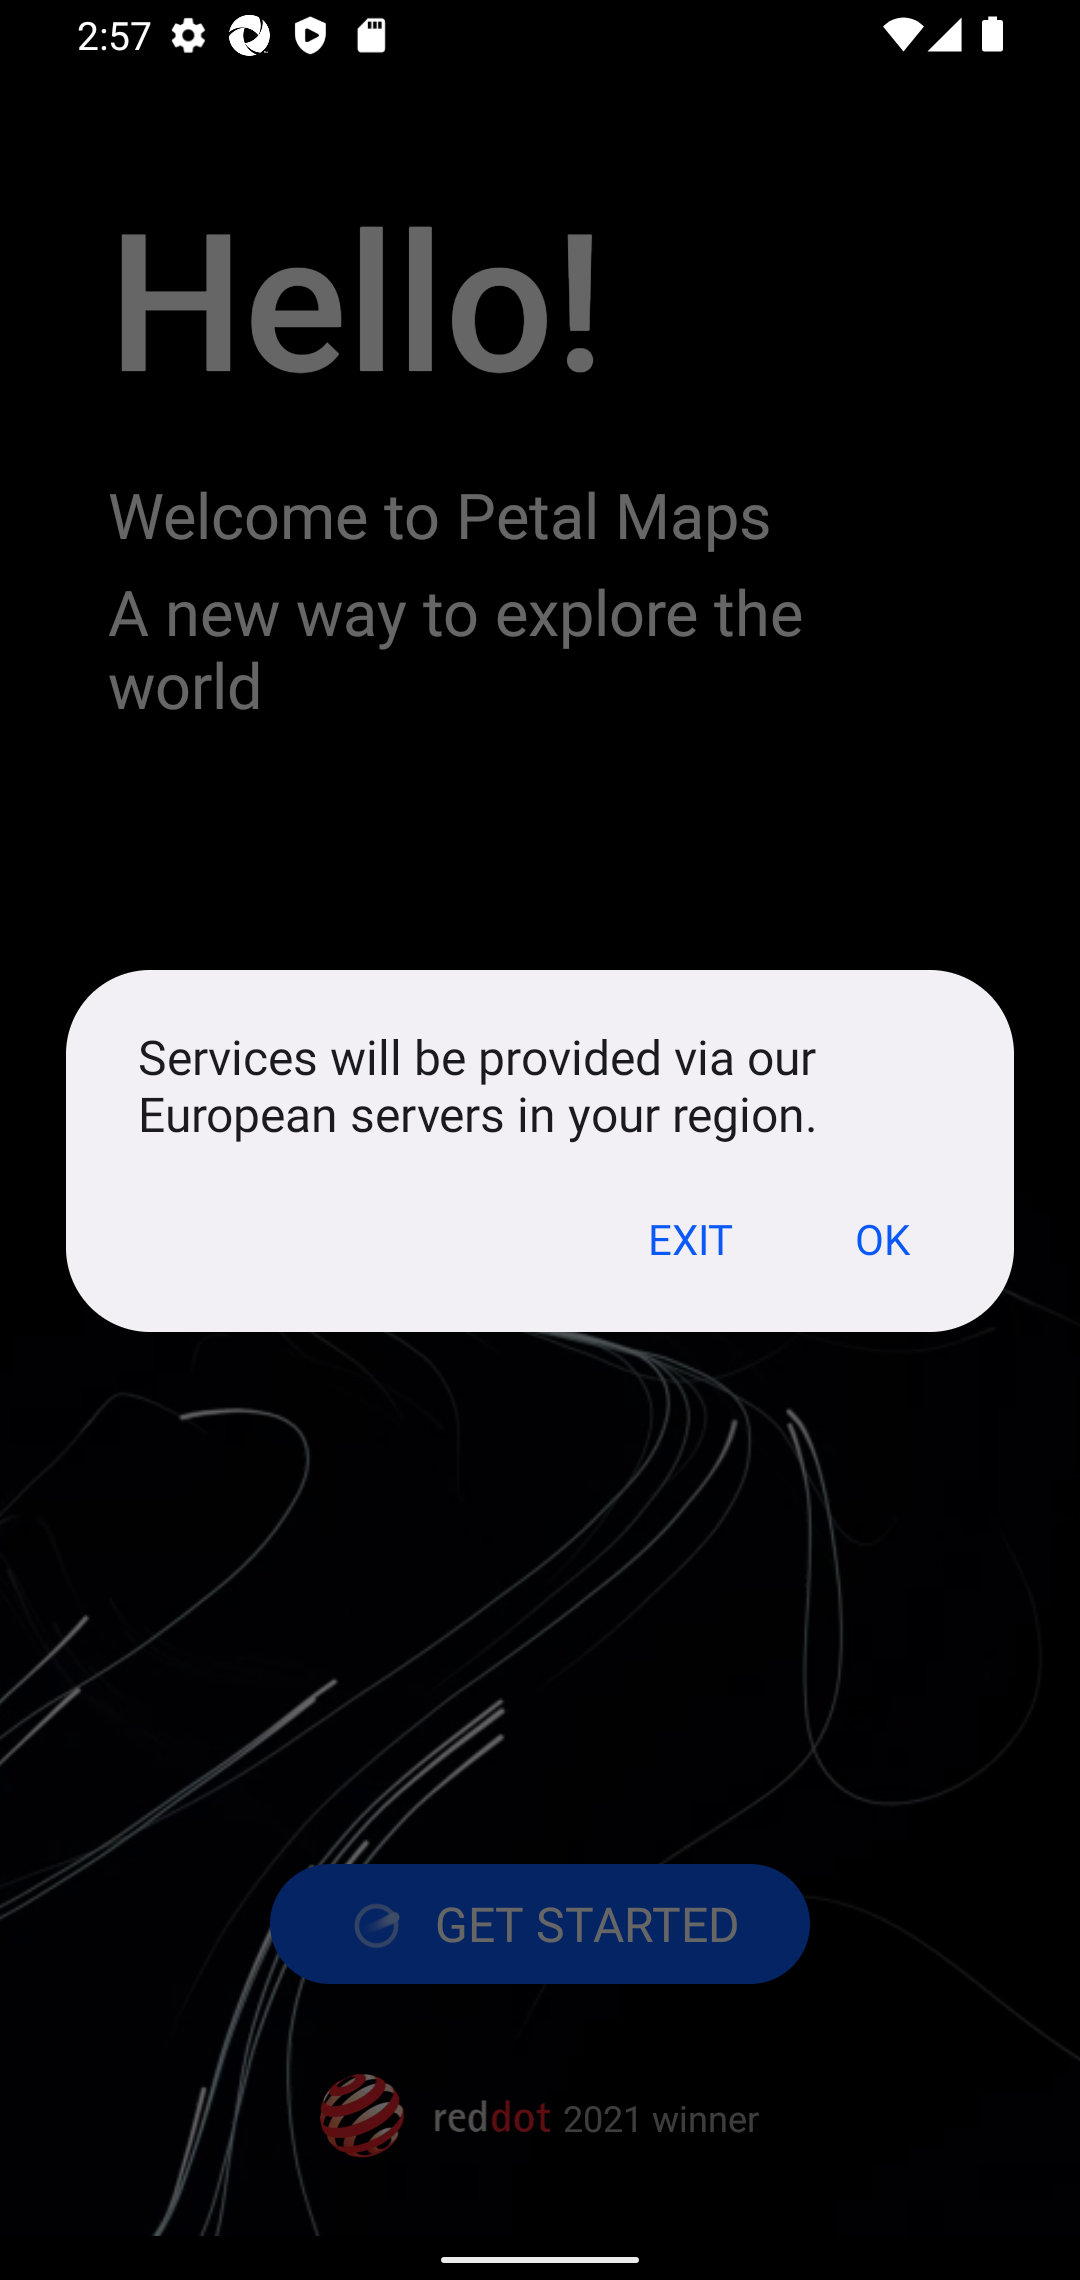 2:57
Hello!
Welcome to Petal Maps
A new way to explore the
world
Services will be provided via our
European servers in your region.
EXIT
OK
GET STARTED
reddot 2021 winner